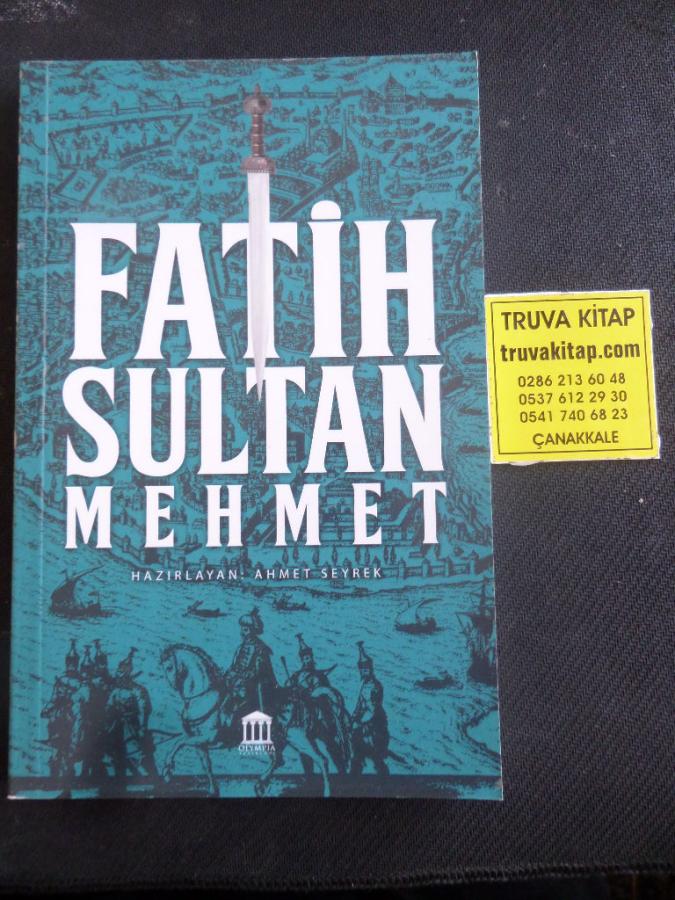 FATİH
SULTAN
MEHMET
HAZIRLAYAN: AHMET SEYREK
OLYMPIA
YAYINLARI
TRUVA KİTAP
truvakitap.com
0286 213 60 48
0537 612 29 30
0541 740 68 23
ÇANAKKALE